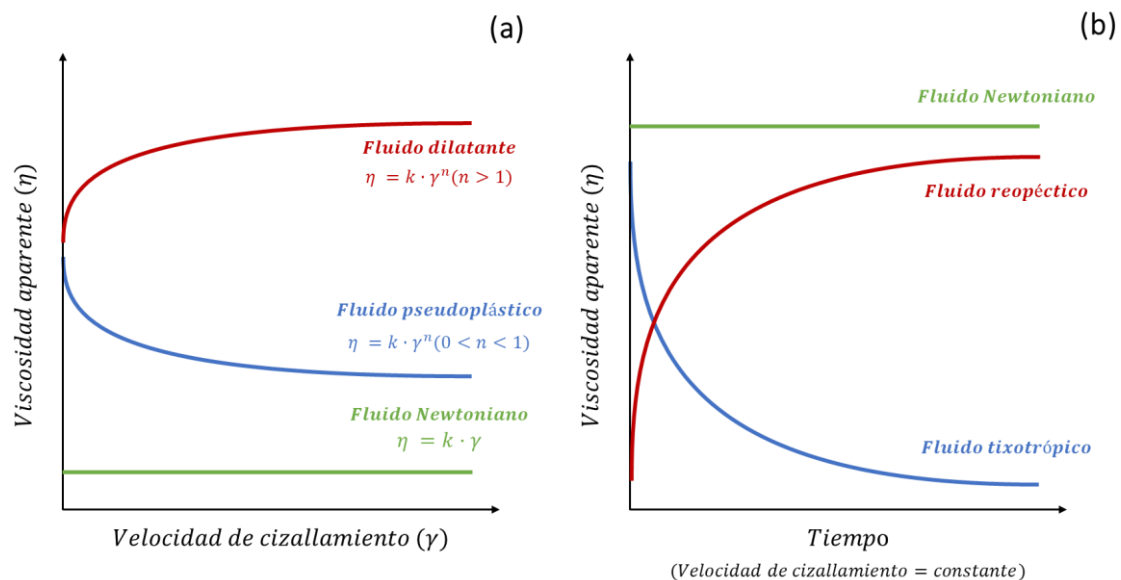 (a)
Viscosidad aparente (η)
Fluido dilatante
η = k · γⁿ(n > 1)
Fluido pseudoplástico
η = k · γⁿ(0 < n < 1)
Fluido Newtoniano
η = k · γ
Velocidad de cizallamiento (γ)
(b)
Viscosidad aparente (η)
Fluido Newtoniano
Fluido reopéctico
Fluido tixotrópico
Tiempo
(Velocidad de cizallamiento = constante)